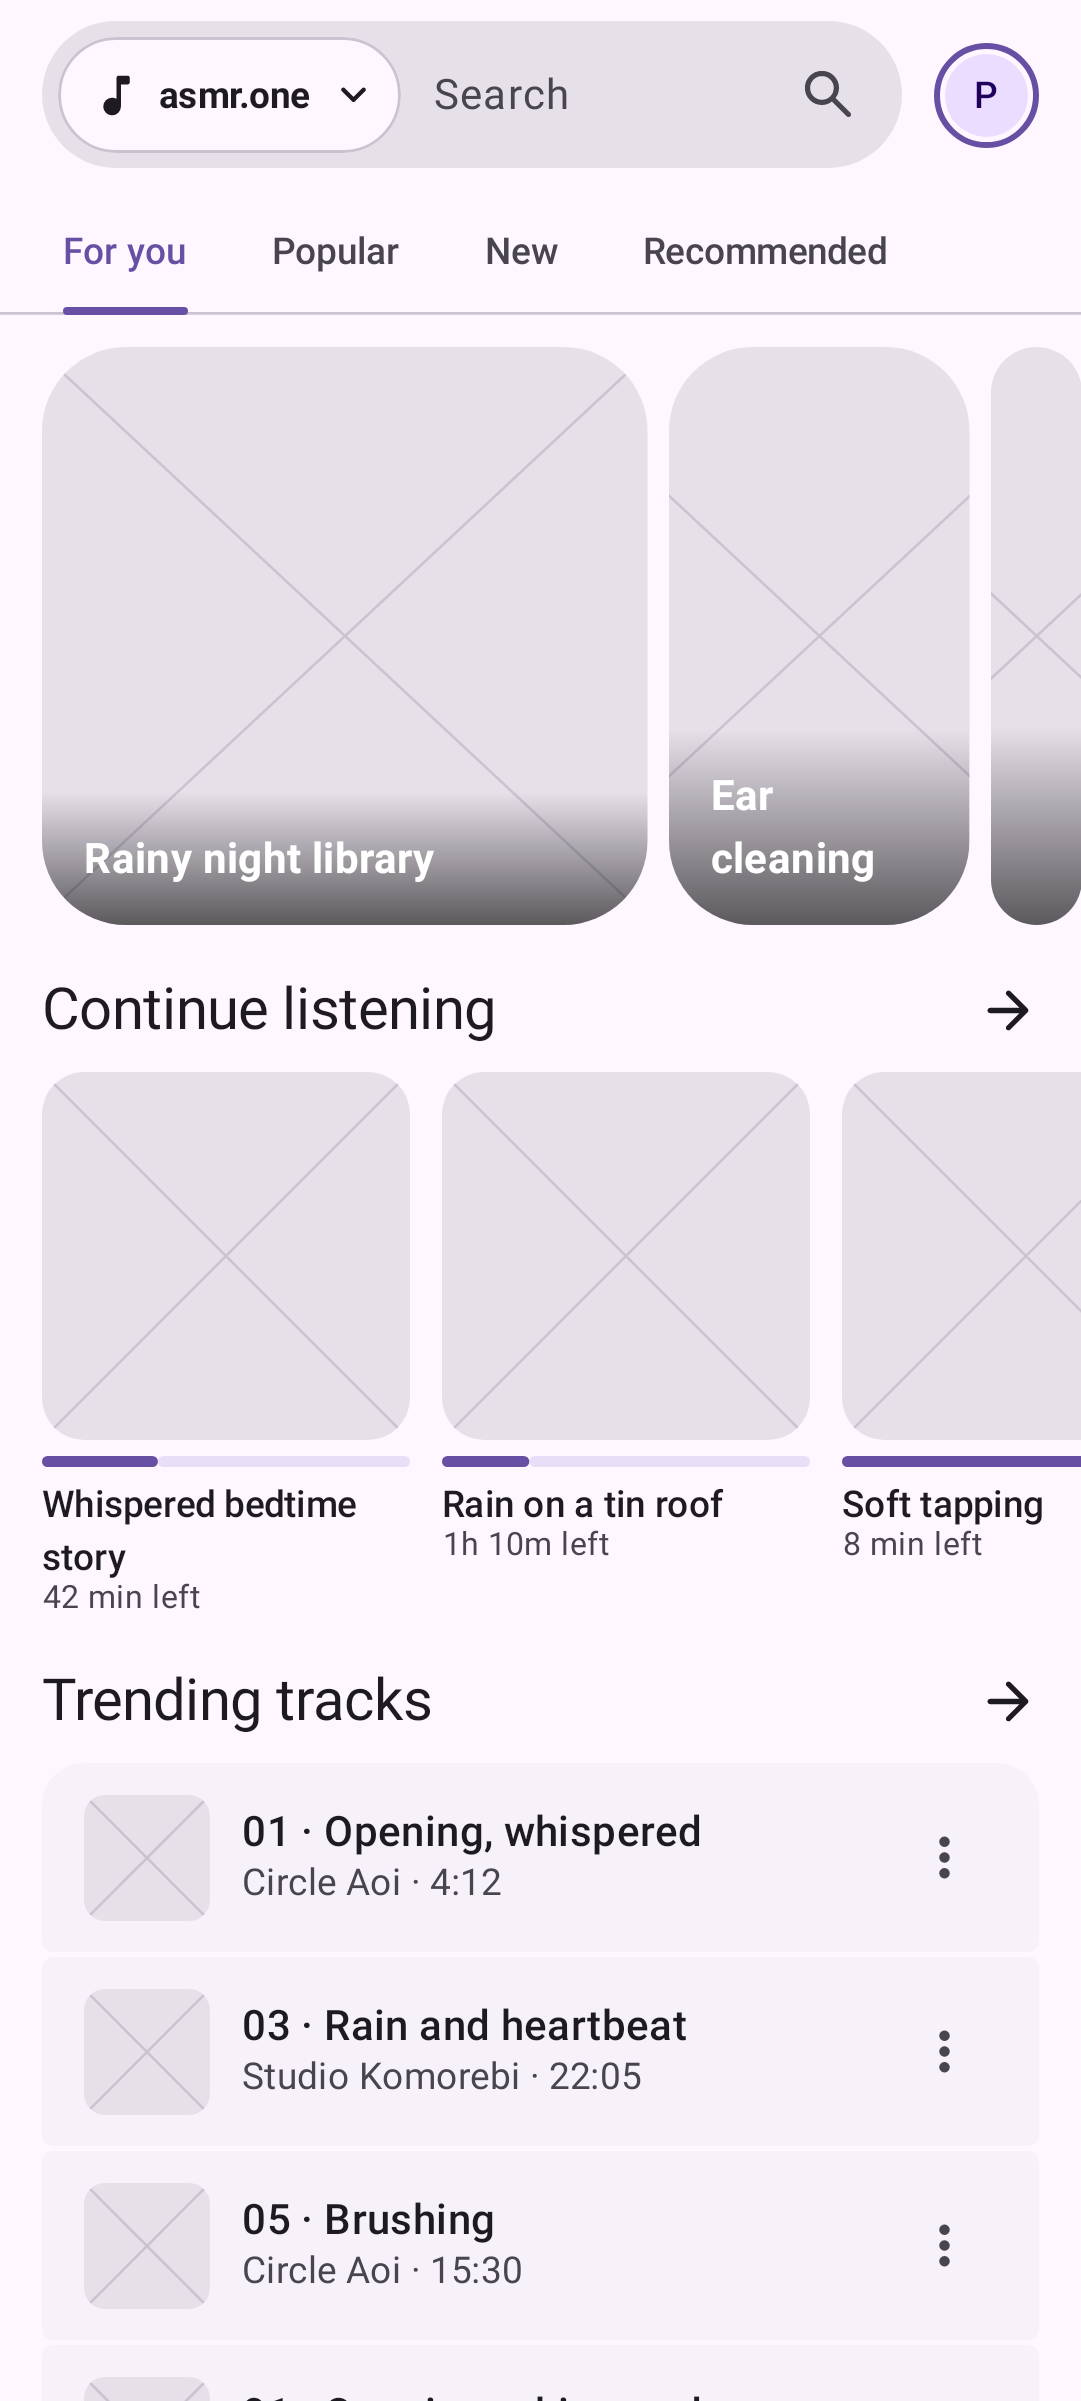 asmr.one
Search
P
For you
Popular
New
Recommended
Rainy night library
Ear
cleaning
Continue listening
Whispered bedtime
story
42 min left
Rain on a tin roof
1h 10m left
Soft tapping
8 min left
Trending tracks
01 · Opening, whispered
Circle Aoi · 4:12
03 · Rain and heartbeat
Studio Komorebi · 22:05
05 · Brushing
Circle Aoi · 15:30